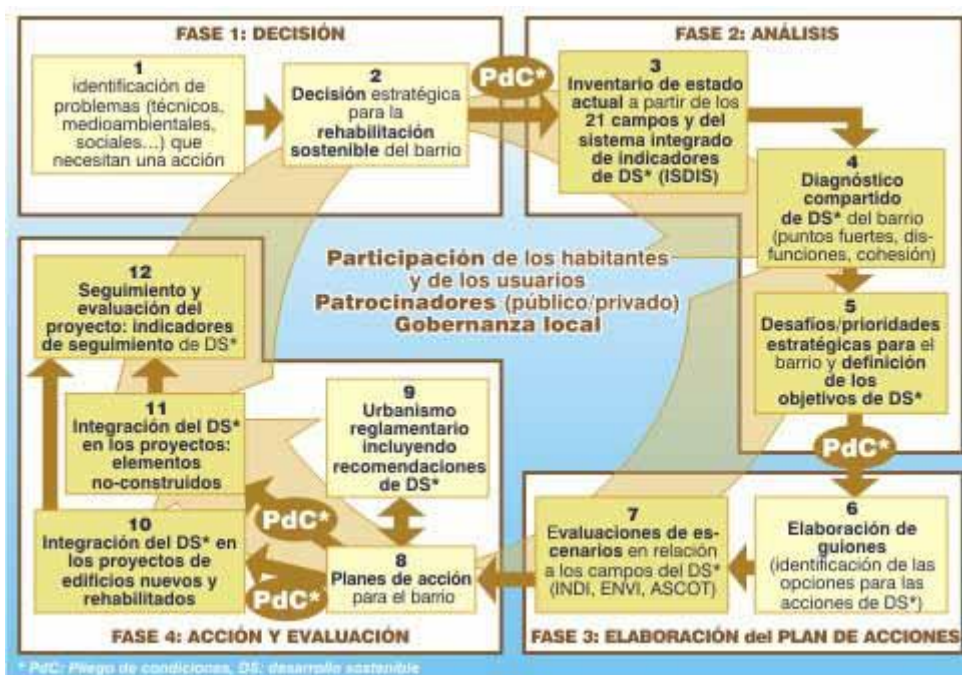 FASE 1: DECISIÓN
1
identificación de
problemas (técnicos,
medioambientales,
sociales...) que
necesitan una acción
2
Decisión estratégica
para la
rehabilitación
sostenible del barrio
PdC*
FASE 2: ANÁLISIS
3
Inventario de estado
actual a partir de los
21 campos y del
sistema integrado
de indicadores
de DS* (ISDIS)
4
Diagnóstico
compartido
de DS* del barrio
(puntos fuertes, dis-
funciones, cohesión)
5
Desafíos/prioridades
estratégicas para el
barrio y definición
de los
objetivos de DS*
PdC*
Participación de los habitantes
y de los usuarios
Patrocinadores (público/privado)
Gobernanza local
6
Elaboración de
guiones
(identificación de las
opciones para las
acciones de DS*)
7
Evaluaciones de es-
cenarios en relación
a los campos del DS*
(INDI, ENVI, ASCOT)
FASE 3: ELABORACIÓN del PLAN DE ACCIONES
8
Planes de acción
para el barrio
9
Urbanismo
reglamentario
incluyendo
recomendaciones
de DS*
PdC*
PdC*
10
Integración del DS* en
los proyectos de
edificios nuevos y
rehabilitados
11
Integración del DS*
en los proyectos:
elementos
no-construidos
12
Seguimiento y
evaluación del
proyecto: indicadores
de seguimiento de DS*
FASE 4: ACCIÓN Y EVALUACIÓN
* PdC: Pliego de condiciones, DS: desarrollo sostenible